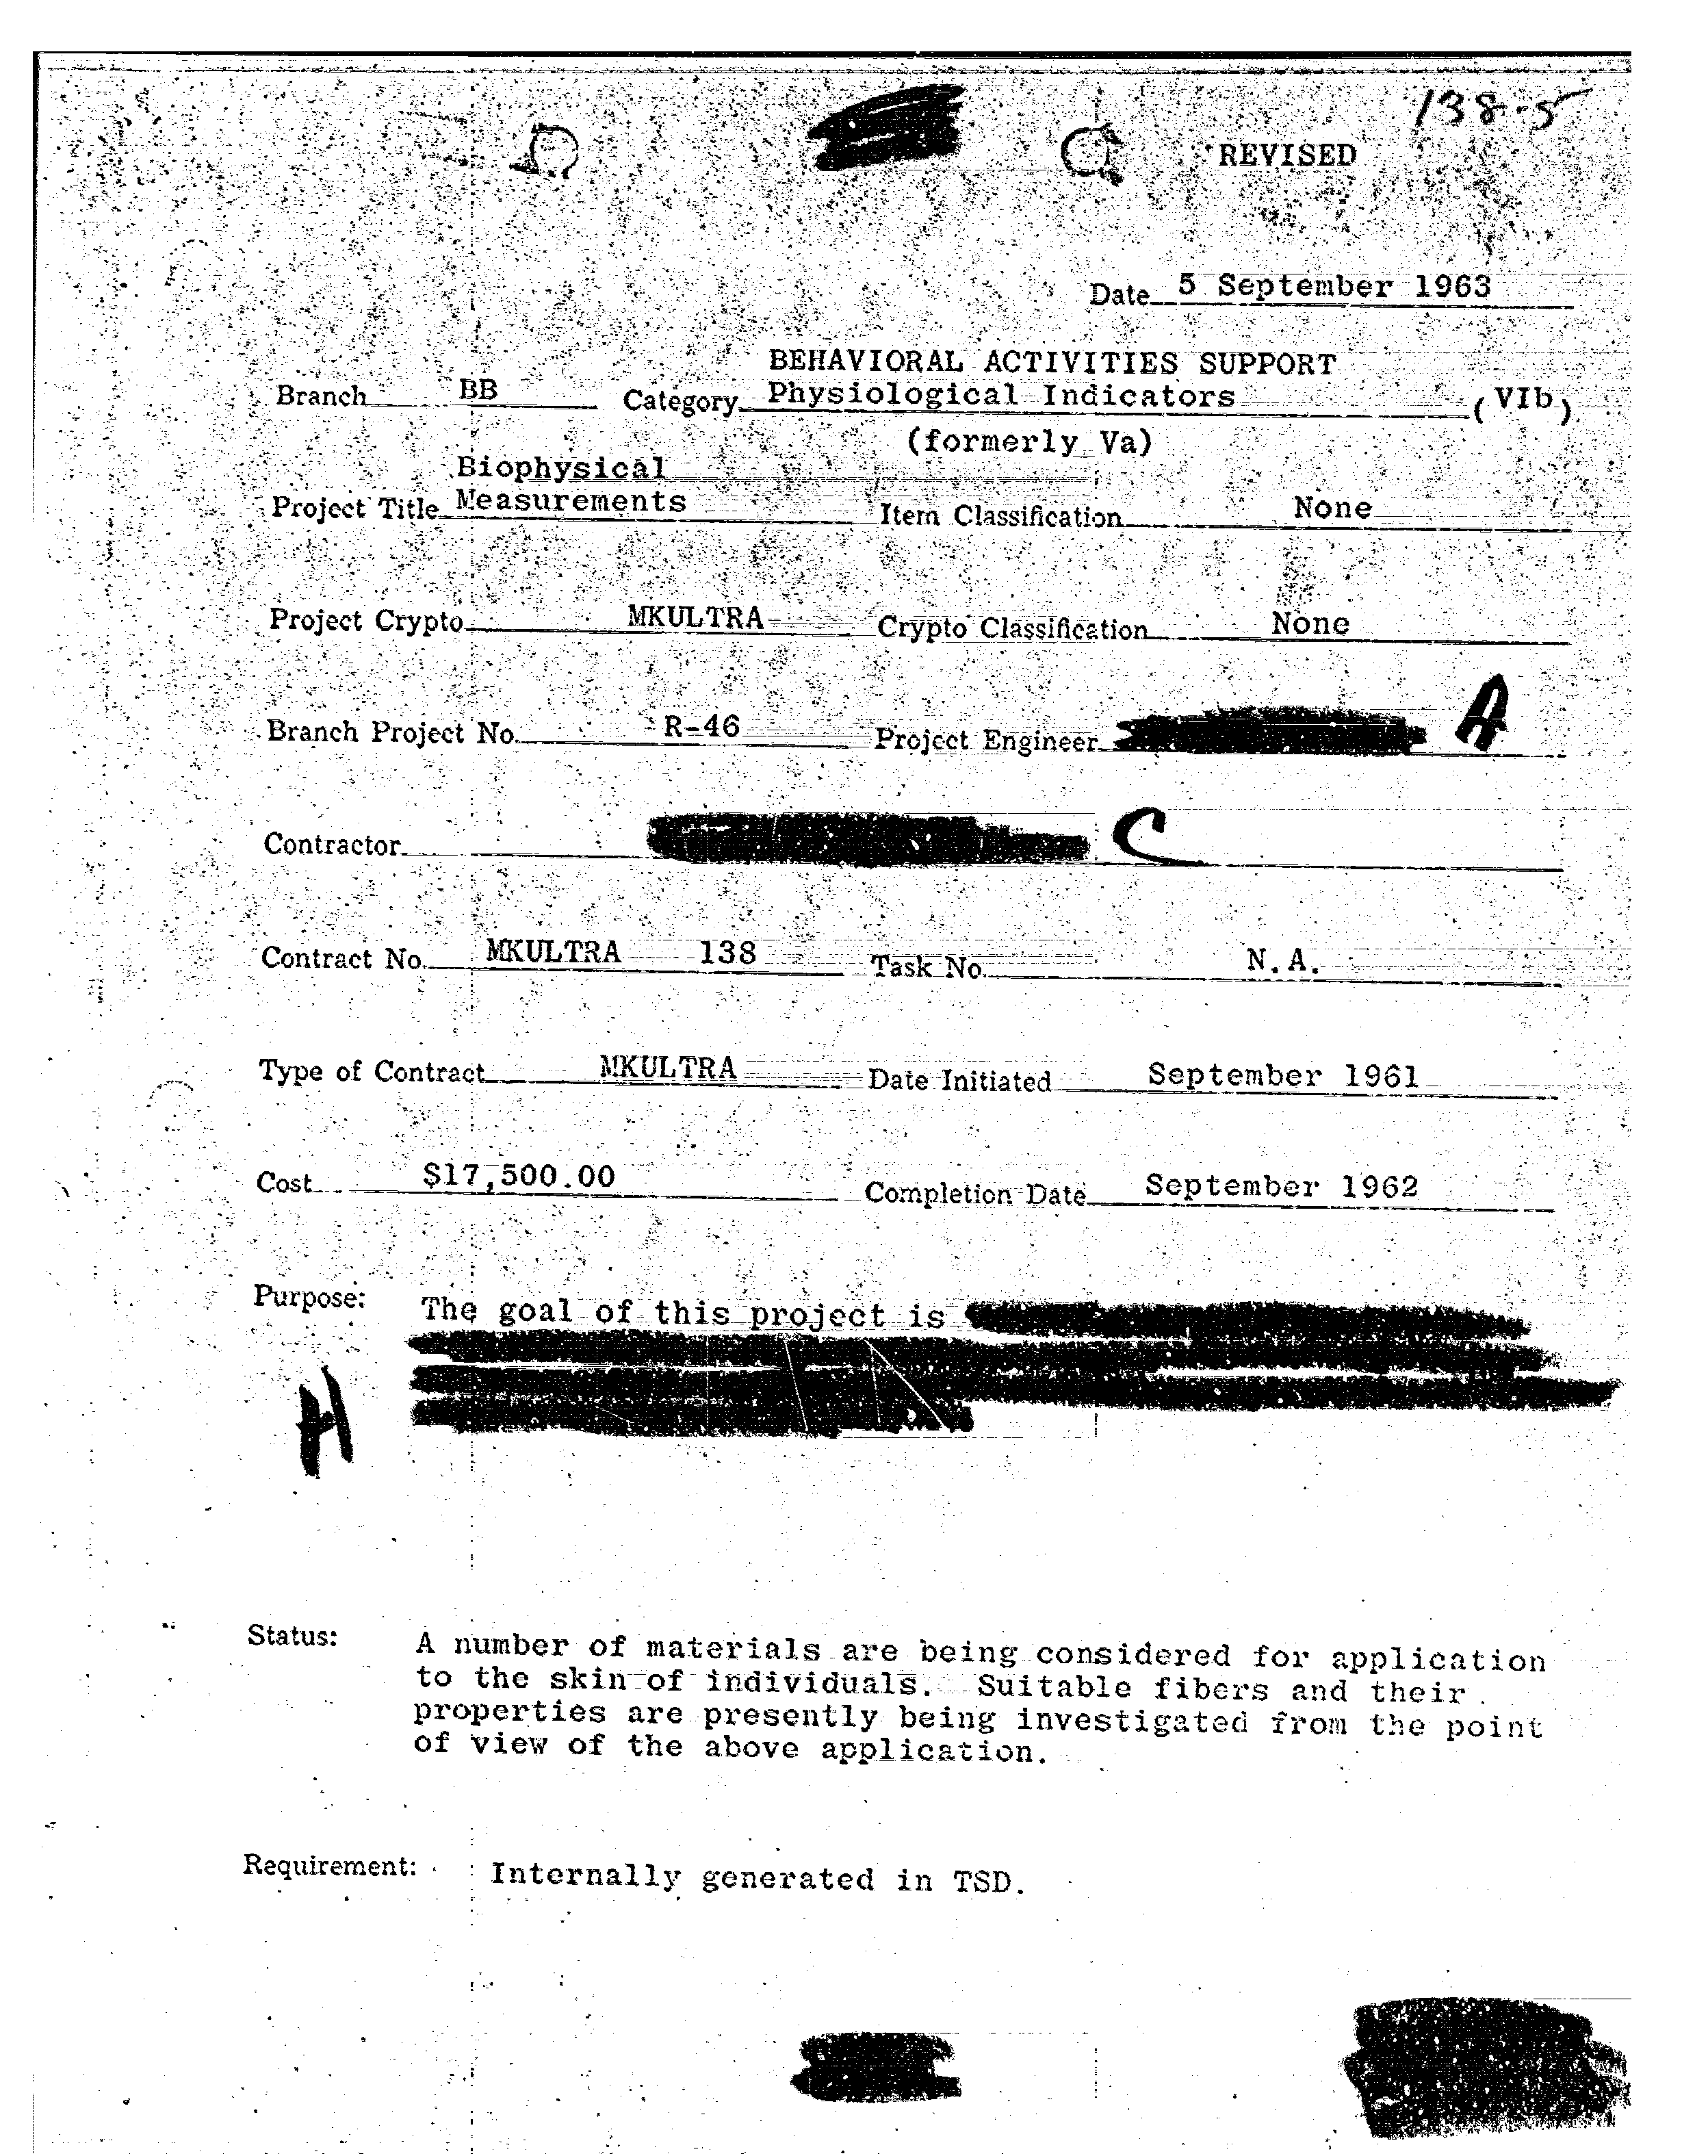 138-5
REVISED
Date 5 September 1963
BEHAVIORAL ACTIVITIES SUPPORT
Branch BB Category Physiological Indicators (VIb)
(formerly Va)
Biophysical
Project Title Measurements Item Classification None
Project Crypto MKULTRA Crypto Classification None
Branch Project No. R-46 Project Engineer A
Contractor C
Contract No. MKULTRA 138 Task No. N.A.
Type of Contract MKULTRA Date Initiated September 1961
Cost $17,500.00 Completion Date September 1962
Purpose: The goal of this project is
H
Status: A number of materials are being considered for application
to the skin of individuals. Suitable fibers and their
properties are presently being investigated from the point
of view of the above application.
Requirement: Internally generated in TSD.